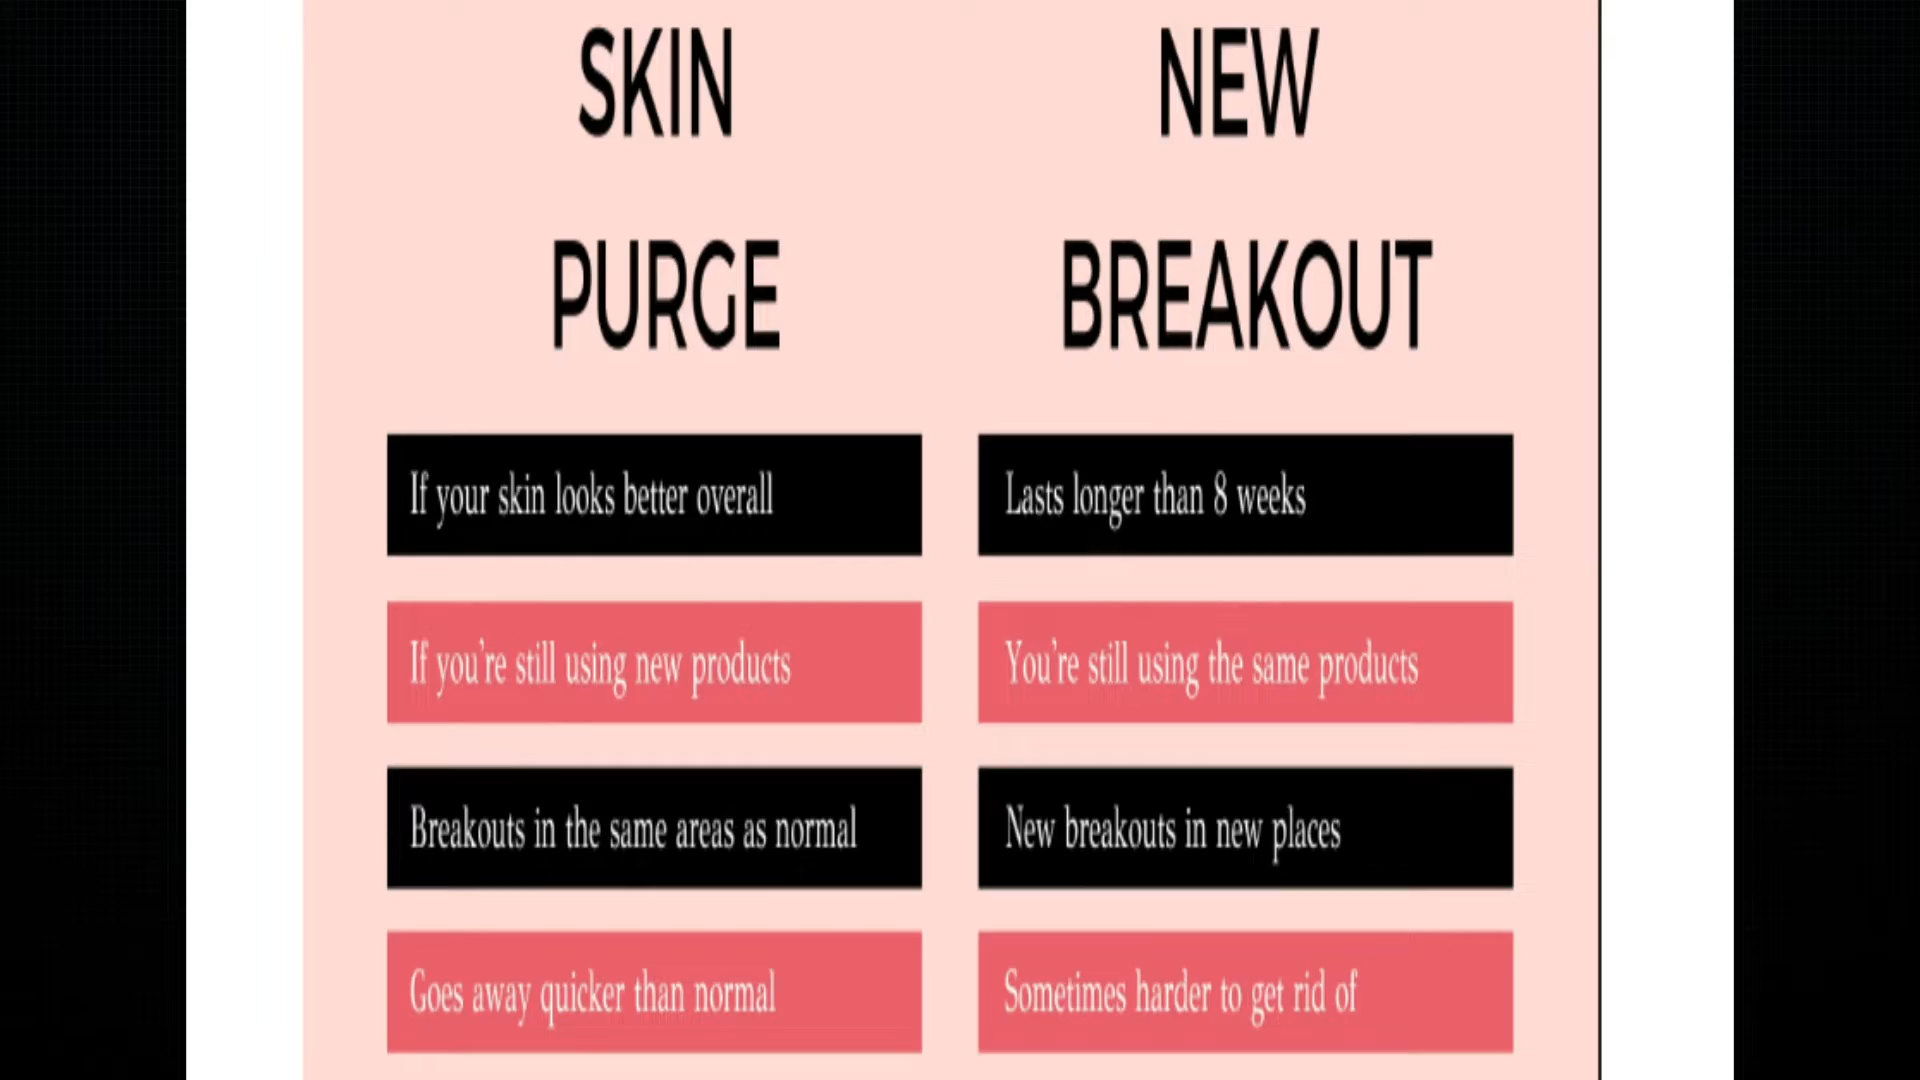 SKIN
PURGE
NEW
BREAKOUT
If your skin looks better overall
Lasts longer than 8 weeks
If you’re still using new products
You’re still using the same products
Breakouts in the same areas as normal
New breakouts in new places
Goes away quicker than normal
Sometimes harder to get rid of